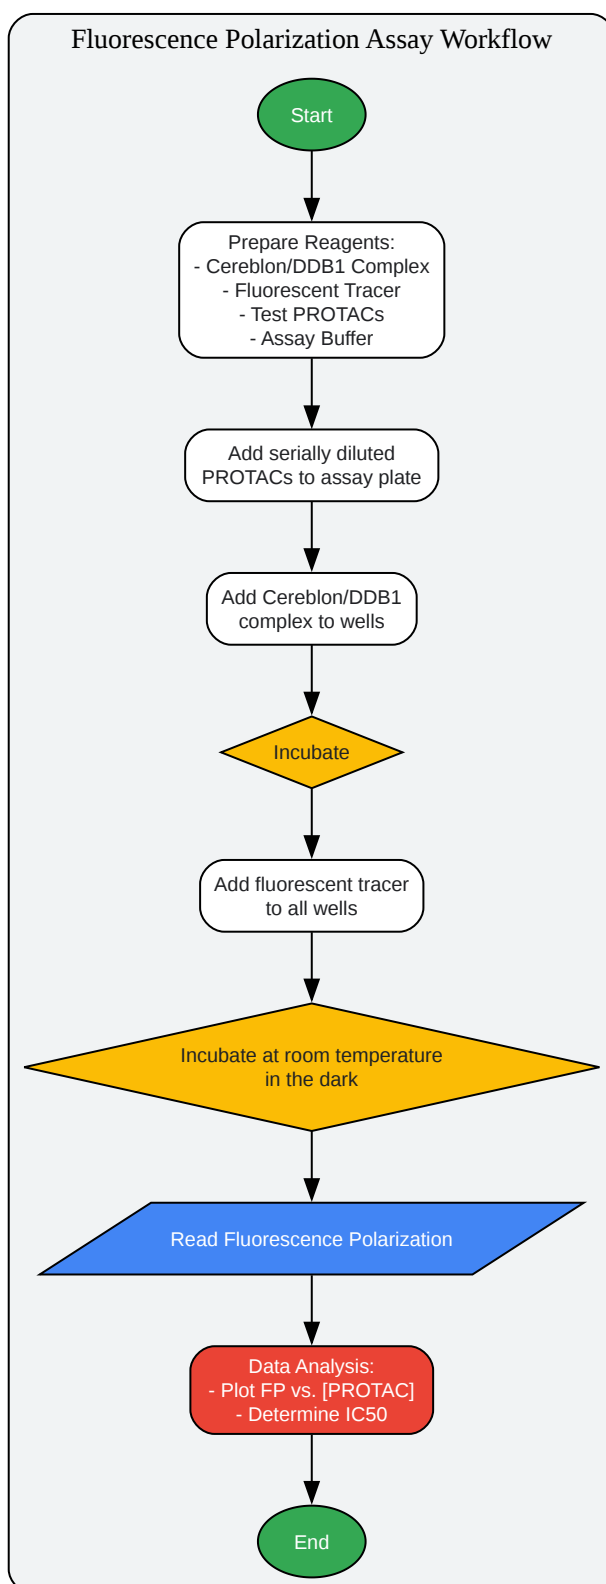 Fluorescence Polarization Assay Workflow
Start
Prepare Reagents:
- Cereblon/DDB1 Complex
- Fluorescent Tracer
- Test PROTACs
- Assay Buffer
Add serially diluted
PROTACs to assay plate
Add Cereblon/DDB1
complex to wells
Incubate
Add fluorescent tracer
to all wells
Incubate at room temperature
in the dark
Read Fluorescence Polarization
Data Analysis:
- Plot FP vs. [PROTAC]
- Determine IC50
End